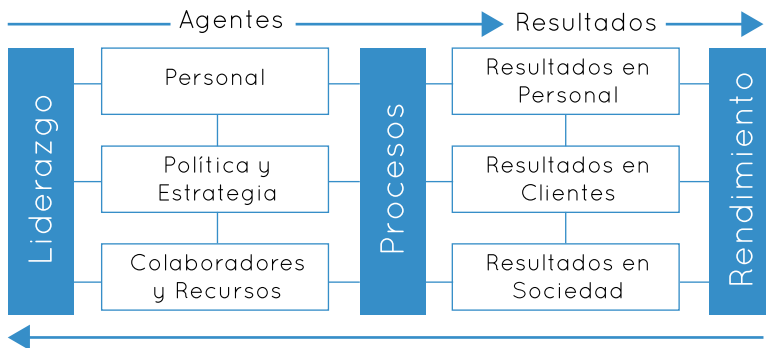 Agentes
Resultados
Liderazgo
Personal
Política y
Estrategia
Colaboradores
y Recursos
Procesos
Resultados en
Personal
Resultados en
Clientes
Resultados en
Sociedad
Rendimiento